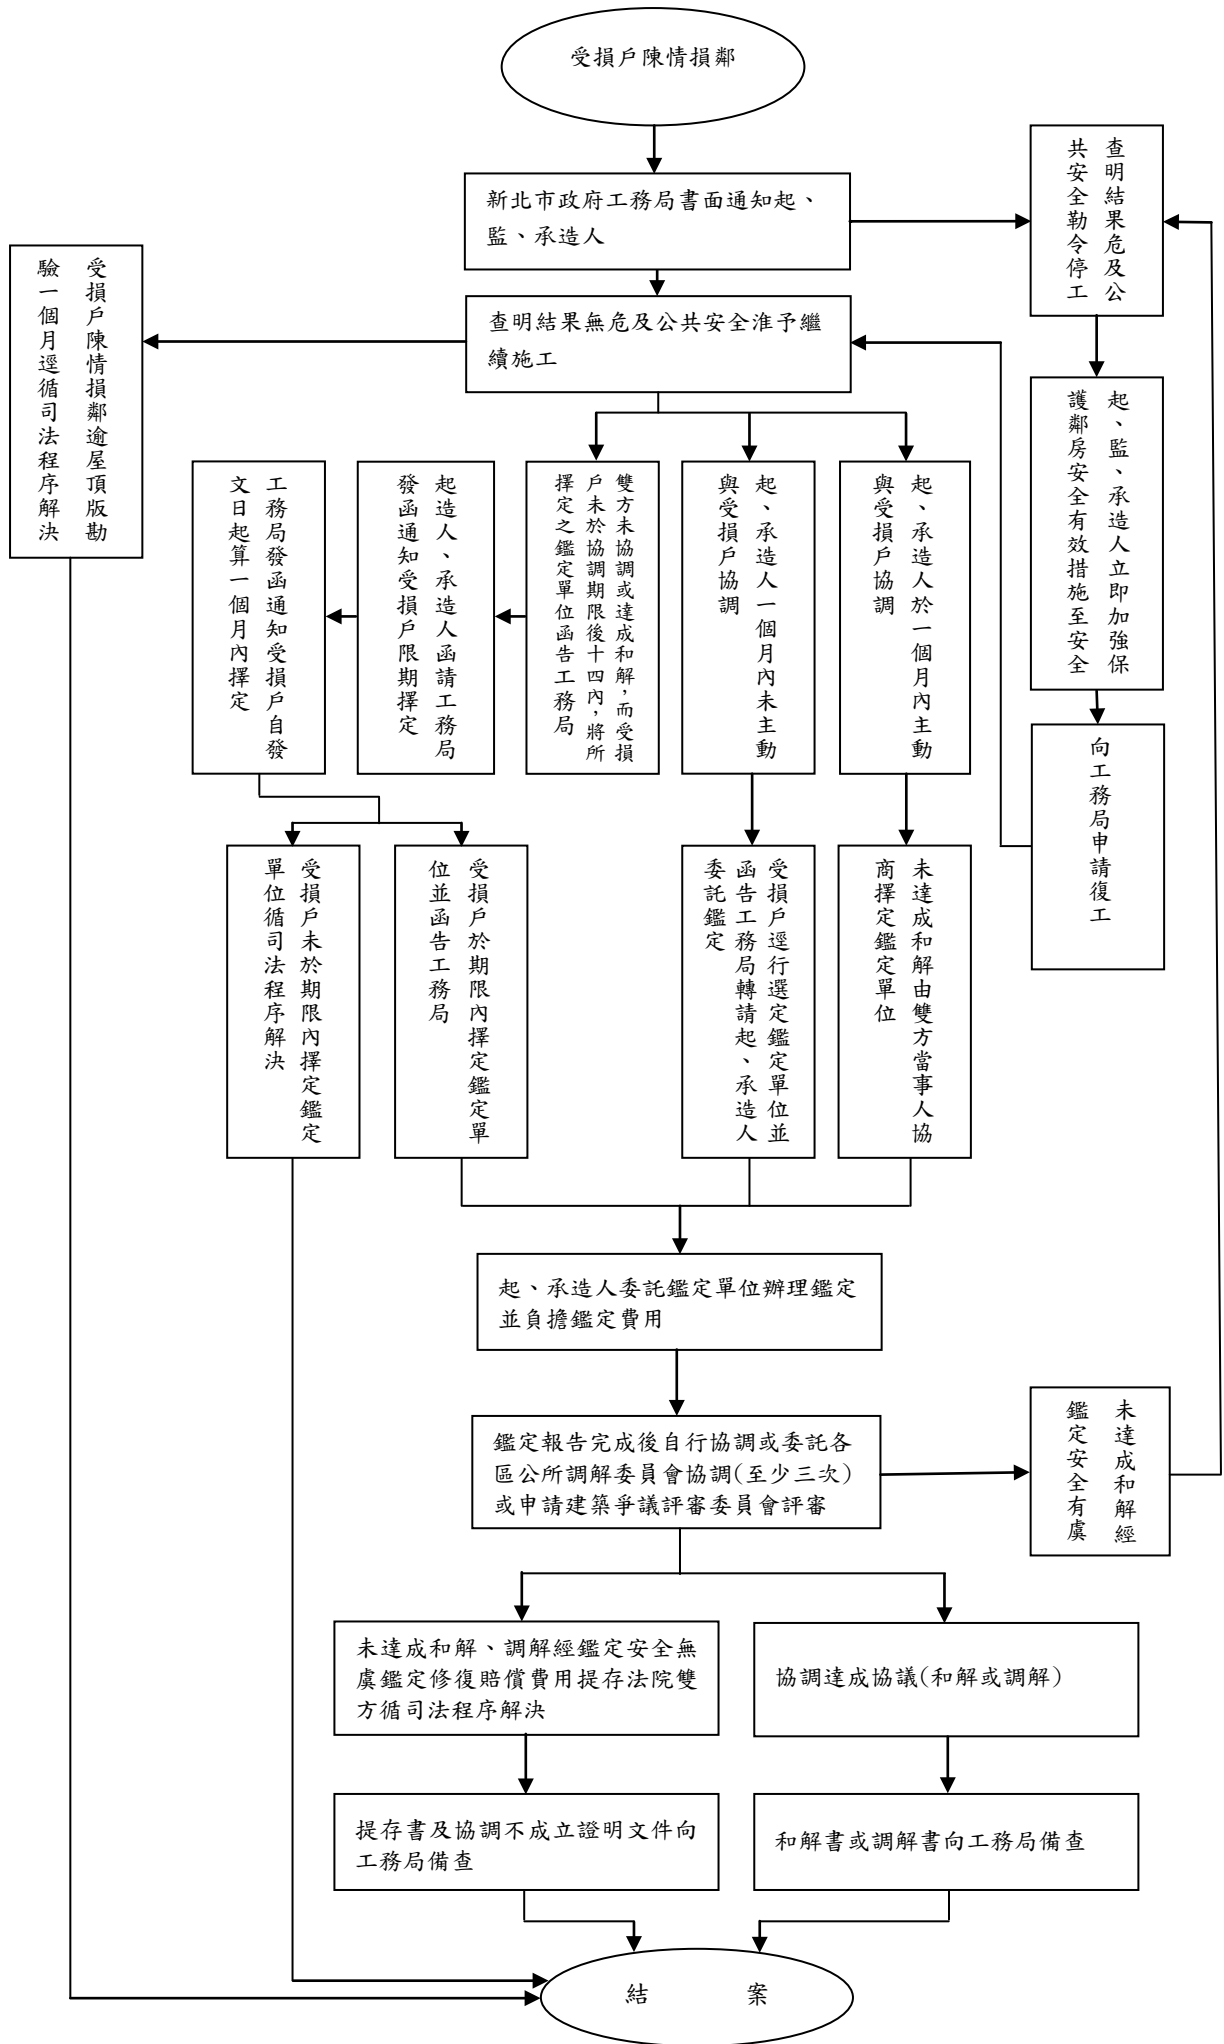 受損戶陳情損鄰
新北市政府工務局書面通知起、
監、承造人
查明結果危及公
共安全勒令停工
受損戶陳情損鄰逾屋頂版勘
驗一個月逕循司法程序解決
查明結果無危及公共安全准予繼
續施工
起、監、承造人立即加強保
護鄰房安全有效措施至安全
工務局發函通知受損戶自發
文日起算一個月內擇定
起造人、承造人函請工務局
發函通知受損戶限期擇定
雙方未協調或達成和解，而受損
戶未於協調期限後十四內，將所
擇定之鑑定單位函告工務局
起、承造人一個月內未主動
與受損戶協調
起、承造人於一個月內主動
與受損戶協調
向工務局申請復工
受損戶未於期限內擇定鑑定
單位循司法程序解決
受損戶於期限內擇定鑑定單
位並函告工務局
受損戶逕行選定鑑定單位並
函告工務局轉請起、承造人
委託鑑定
未達成和解由雙方當事人協
商擇定鑑定單位
起、承造人委託鑑定單位辦理鑑定
並負擔鑑定費用
鑑定報告完成後自行協調或委託各
區公所調解委員會協調(至少三次)
或申請建築爭議評審委員會評審
未達成和解經
鑑定安全有虞
未達成和解、調解經鑑定安全無
虞鑑定修復賠償費用提存法院雙
方循司法程序解決
協調達成協議(和解或調解)
提存書及協調不成立證明文件向
工務局備查
和解書或調解書向工務局備查
結 案